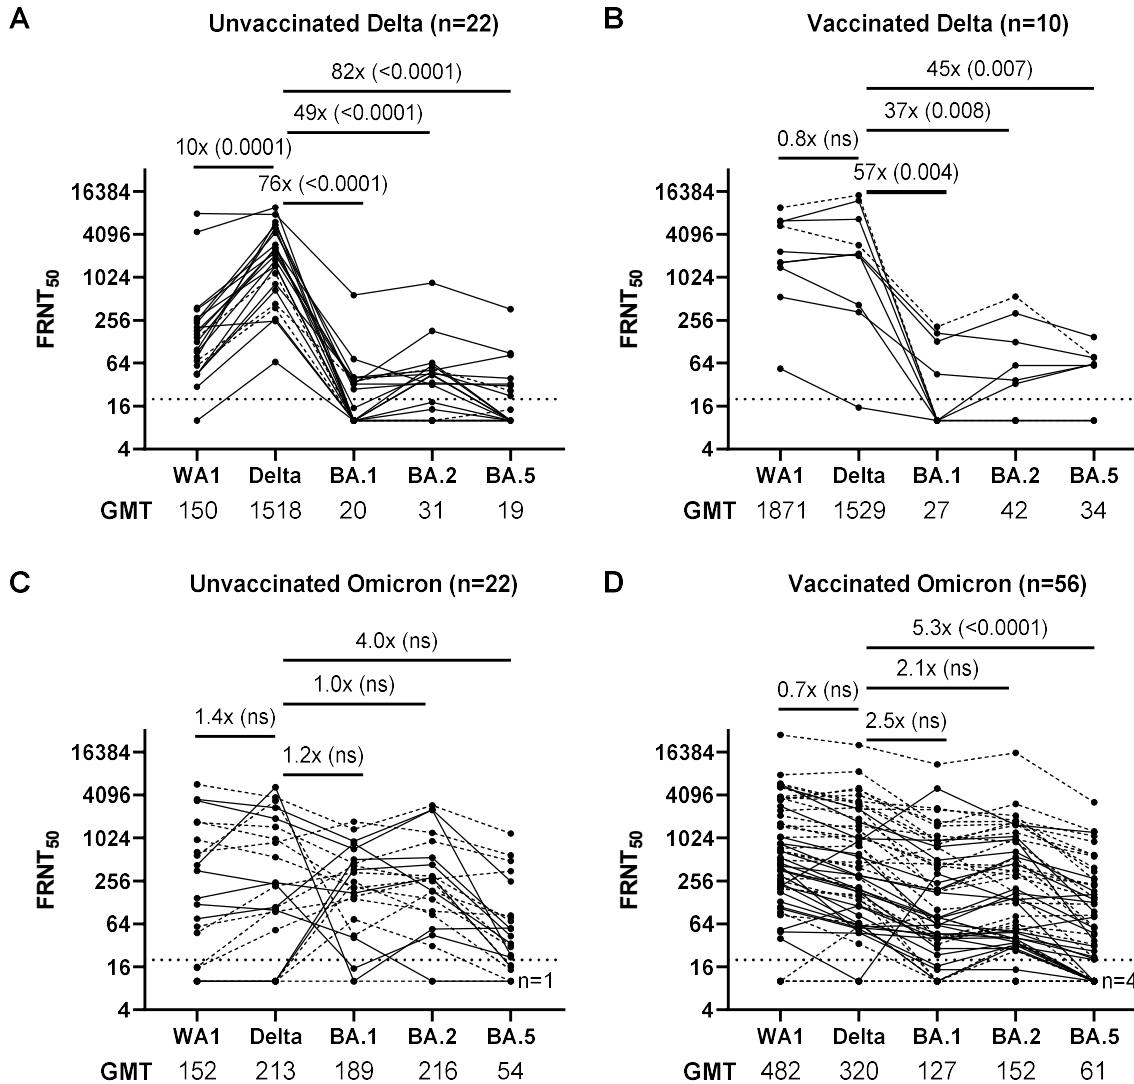 A
Unvaccinated Delta (n=22)
82x (<0.0001)
49x (<0.0001)
10x (0.0001)
76x (<0.0001)
16384
4096
1024
256
64
16
4
FRNT50
WA1 Delta BA.1 BA.2 BA.5
GMT 150 1518 20 31 19
B
Vaccinated Delta (n=10)
45x (0.007)
37x (0.008)
0.8x (ns)
57x (0.004)
16384
4096
1024
256
64
16
4
FRNT50
WA1 Delta BA.1 BA.2 BA.5
GMT 1871 1529 27 42 34
C
Unvaccinated Omicron (n=22)
4.0x (ns)
1.0x (ns)
1.4x (ns)
1.2x (ns)
16384
4096
1024
256
64
16
4
FRNT50
n=1
WA1 Delta BA.1 BA.2 BA.5
GMT 152 213 189 216 54
D
Vaccinated Omicron (n=56)
5.3x (<0.0001)
2.1x (ns)
0.7x (ns)
2.5x (ns)
16384
4096
1024
256
64
16
4
FRNT50
n=4
WA1 Delta BA.1 BA.2 BA.5
GMT 482 320 127 152 61